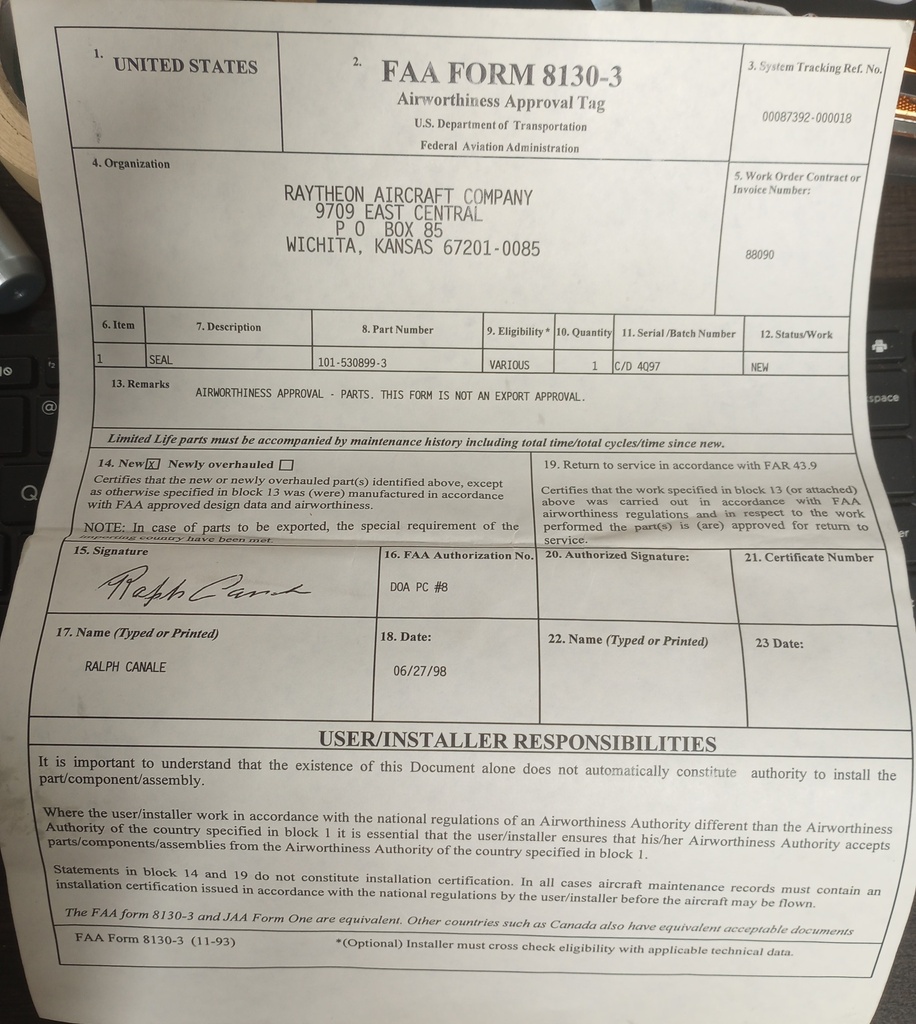 1. UNITED STATES
2. FAA FORM 8130-3
Airworthiness Approval Tag
U.S. Department of Transportation
Federal Aviation Administration
3. System Tracking Ref. No.
00087392-000018
4. Organization
RAYTHEON AIRCRAFT COMPANY
9709 EAST CENTRAL
P O BOX 85
WICHITA, KANSAS 67201-0085
5. Work Order Contract or
Invoice Number:
88090
6. Item 7. Description 8. Part Number 9. Eligibility* 10. Quantity 11. Serial/Batch Number 12. Status/Work
1 SEAL 101-530899-3 VARIOUS 1 C/D 4Q97 NEW
13. Remarks
AIRWORTHINESS APPROVAL - PARTS. THIS FORM IS NOT AN EXPORT APPROVAL.
Limited Life parts must be accompanied by maintenance history including total time/total cycles/time since new.
14. New X Newly overhauled
Certifies that the new or newly overhauled part(s) identified above, except
as otherwise specified in block 13 was (were) manufactured in accordance
with FAA approved design data and airworthiness.
NOTE: In case of parts to be exported, the special requirement of the
importing country have been met.
19. Return to service in accordance with FAR 43.9
Certifies that the work specified in block 13 (or attached)
above was carried out in accordance with FAA
airworthiness regulations and in respect to the work
performed the part(s) is (are) approved for return to
service.
15. Signature
Ralph Canale
16. FAA Authorization No.
DOA PC #8
20. Authorized Signature:
21. Certificate Number
17. Name (Typed or Printed)
RALPH CANALE
18. Date:
06/27/98
22. Name (Typed or Printed)
23 Date:
USER/INSTALLER RESPONSIBILITIES
It is important to understand that the existence of this Document alone does not automatically constitute authority to install the
part/component/assembly.
Where the user/installer work in accordance with the national regulations of an Airworthiness Authority different than the Airworthiness
Authority of the country specified in block 1 it is essential that the user/installer ensures that his/her Airworthiness Authority accepts
parts/components/assemblies from the Airworthiness Authority of the country specified in block 1.
Statements in block 14 and 19 do not constitute installation certification. In all cases aircraft maintenance records must contain an
installation certification issued in accordance with the national regulations by the user/installer before the aircraft may be flown.
The FAA form 8130-3 and JAA Form One are equivalent. Other countries such as Canada also have equivalent acceptable documents
FAA Form 8130-3 (11-93) *(Optional) Installer must cross check eligibility with applicable technical data.
@
Q
space